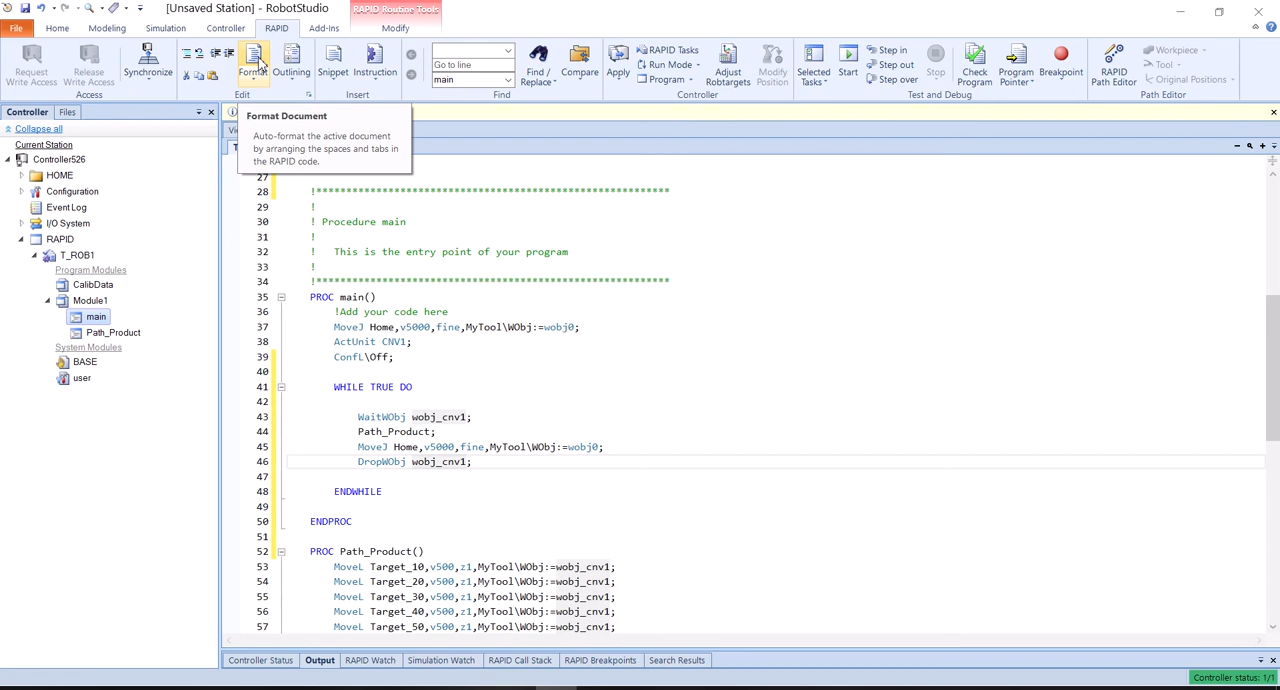 [Unsaved Station] - RobotStudio
RAPID Routine Tools
File Home Modeling Simulation Controller RAPID Add-Ins Modify
Request Write Access
Release Write Access
Access
Synchronize
Format
Outlining
Edit
Snippet
Instruction
Insert
Go to line
main
Find / Replace
Compare
Find
Apply
RAPID Tasks
Run Mode
Program
Adjust Robtargets
Modify Position
Controller
Selected Tasks
Start
Step in
Step out
Step over
Stop
Check Program
Program Pointer
Breakpoint
Test and Debug
RAPID Path Editor
Workpiece
Tool
Original Positions
Path Editor
Controller Files
Collapse all
Current Station
Controller526
HOME
Configuration
Event Log
I/O System
RAPID
T_ROB1
Program Modules
CalibData
Module1
main
Path_Product
System Modules
BASE
user
Format Document
Auto-format the active document
by arranging the spaces and tabs in
the RAPID code.
27
28 !***********************************************************
29 !
30 ! Procedure main
31 !
32 ! This is the entry point of your program
33 !
34 !***********************************************************
35 PROC main()
36 !Add your code here
37 MoveJ Home,v5000,fine,MyTool\WObj:=wobj0;
38 ActUnit CNV1;
39 ConfL\Off;
40
41 WHILE TRUE DO
42
43 WaitWObj wobj_cnv1;
44 Path_Product;
45 MoveJ Home,v5000,fine,MyTool\WObj:=wobj0;
46 DropWObj wobj_cnv1;
47
48 ENDWHILE
49
50 ENDPROC
51
52 PROC Path_Product()
53 MoveL Target_10,v500,z1,MyTool\WObj:=wobj_cnv1;
54 MoveL Target_20,v500,z1,MyTool\WObj:=wobj_cnv1;
55 MoveL Target_30,v500,z1,MyTool\WObj:=wobj_cnv1;
56 MoveL Target_40,v500,z1,MyTool\WObj:=wobj_cnv1;
57 MoveL Target_50,v500,z1,MyTool\WObj:=wobj_cnv1;
Controller Status Output RAPID Watch Simulation Watch RAPID Call Stack RAPID Breakpoints Search Results
Controller status: 1/1